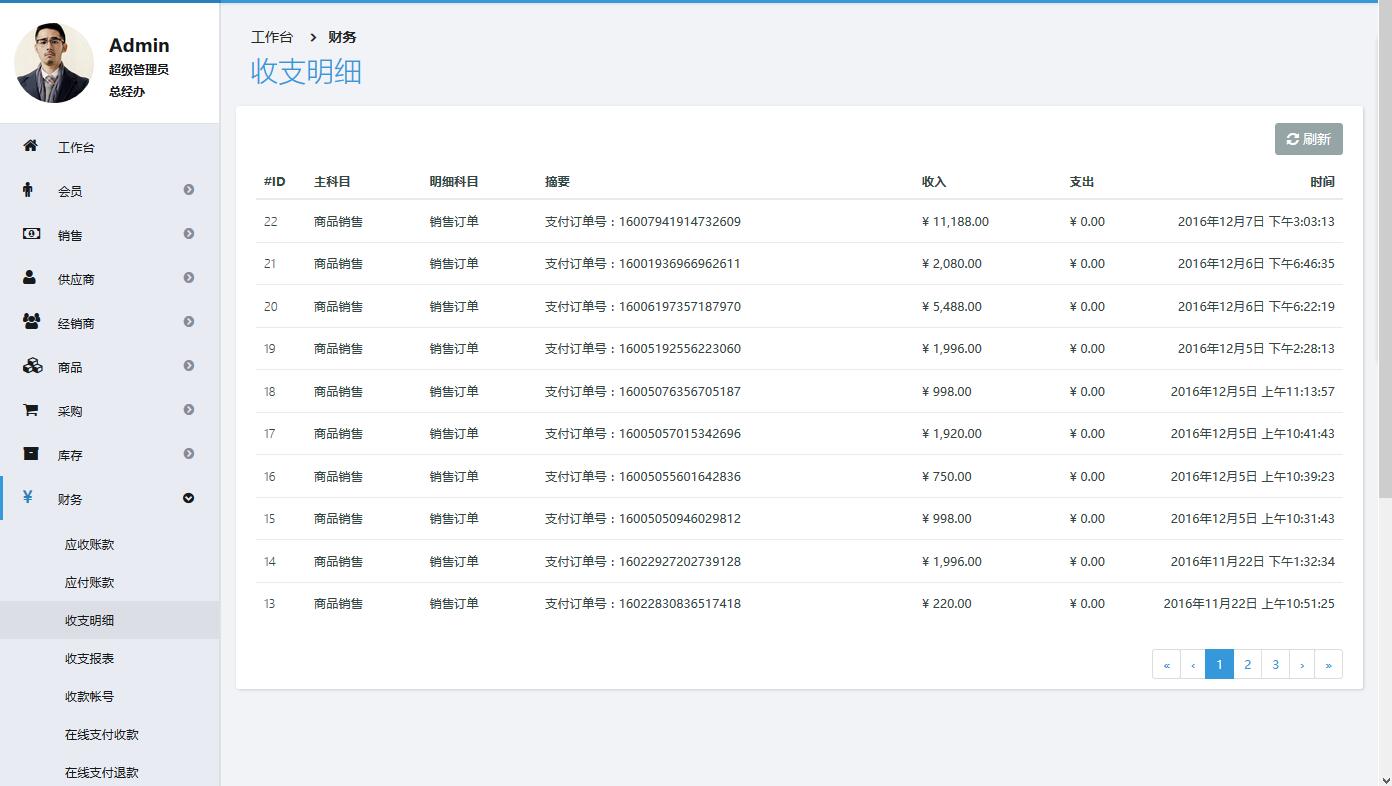 Admin
超级管理员
总经办
工作台
会员
销售
供应商
经销商
商品
采购
库存
¥ 财务
应收账款
应付账款
收支明细
收支报表
收款帐号
在线支付收款
在线支付退款
工作台 > 财务
收支明细
刷新
#ID 主科目 明细科目 摘要 收入 支出 时间
22 商品销售 销售订单 支付订单号：16007941914732609 ¥ 11,188.00 ¥ 0.00 2016年12月7日 下午3:03:13
21 商品销售 销售订单 支付订单号：16001936966962611 ¥ 2,080.00 ¥ 0.00 2016年12月6日 下午6:46:35
20 商品销售 销售订单 支付订单号：16006197357187970 ¥ 5,488.00 ¥ 0.00 2016年12月6日 下午6:22:19
19 商品销售 销售订单 支付订单号：16005192556223060 ¥ 1,996.00 ¥ 0.00 2016年12月5日 下午2:28:13
18 商品销售 销售订单 支付订单号：16005076356705187 ¥ 998.00 ¥ 0.00 2016年12月5日 上午11:13:57
17 商品销售 销售订单 支付订单号：16005057015342696 ¥ 1,920.00 ¥ 0.00 2016年12月5日 上午10:41:43
16 商品销售 销售订单 支付订单号：16005055601642836 ¥ 750.00 ¥ 0.00 2016年12月5日 上午10:39:23
15 商品销售 销售订单 支付订单号：16005050946029812 ¥ 998.00 ¥ 0.00 2016年12月5日 上午10:31:43
14 商品销售 销售订单 支付订单号：16022927202739128 ¥ 1,996.00 ¥ 0.00 2016年11月22日 下午1:32:34
13 商品销售 销售订单 支付订单号：16022830836517418 ¥ 220.00 ¥ 0.00 2016年11月22日 上午10:51:25
« ‹ 1 2 3 › »